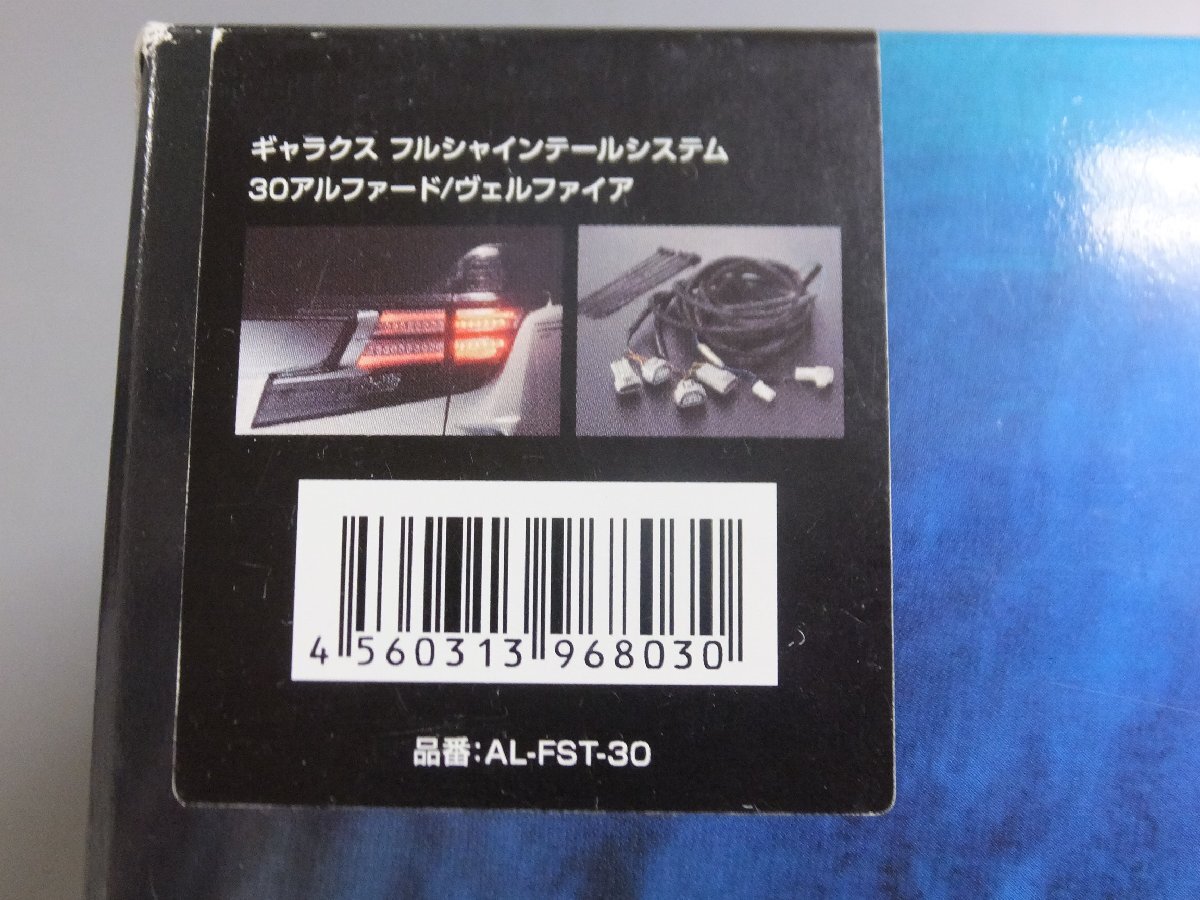 ギャラクス フルシャインテールシステム
30アルファード/ヴェルファイア
4 560313 968030
品番:AL-FST-30